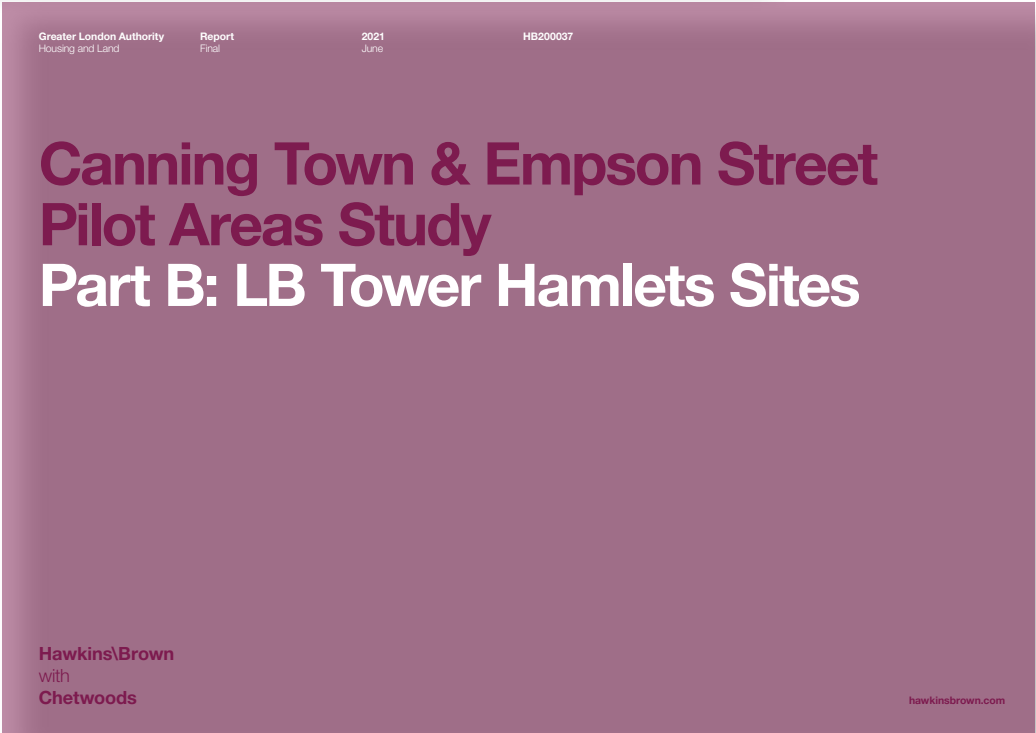 Greater London Authority
Housing and Land
Report
Final
2021
June
HB200037
Canning Town & Empson Street
Pilot Areas Study
Part B: LB Tower Hamlets Sites
Hawkins\Brown
with
Chetwoods
hawkinsbrown.com